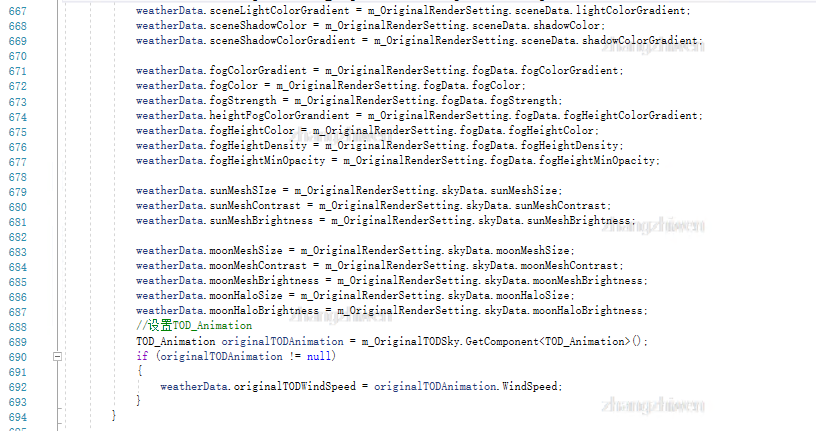 667 weatherData.sceneLightColorGradient = m_OriginalRenderSetting.sceneData.lightColorGradient;
668 weatherData.sceneShadowColor = m_OriginalRenderSetting.sceneData.shadowColor;
669 weatherData.sceneShadowColorGradient = m_OriginalRenderSetting.sceneData.shadowColorGradient;
670
671 weatherData.fogColorGradient = m_OriginalRenderSetting.fogData.fogColorGradient;
672 weatherData.fogColor = m_OriginalRenderSetting.fogData.fogColor;
673 weatherData.fogStrength = m_OriginalRenderSetting.fogData.fogStrength;
674 weatherData.heightFogColorGrandient = m_OriginalRenderSetting.fogData.fogHeightColorGradient;
675 weatherData.fogHeightColor = m_OriginalRenderSetting.fogData.fogHeightColor;
676 weatherData.fogHeightDensity = m_OriginalRenderSetting.fogData.fogHeightDensity;
677 weatherData.fogHeightMinOpacity = m_OriginalRenderSetting.fogData.fogHeightMinOpacity;
678
679 weatherData.sunMeshSIze = m_OriginalRenderSetting.skyData.sunMeshSize;
680 weatherData.sunMeshContrast = m_OriginalRenderSetting.skyData.sunMeshContrast;
681 weatherData.sunMeshBrightness = m_OriginalRenderSetting.skyData.sunMeshBrightness;
682
683 weatherData.moonMeshSize = m_OriginalRenderSetting.skyData.moonMeshSize;
684 weatherData.moonMeshContrast = m_OriginalRenderSetting.skyData.moonMeshContrast;
685 weatherData.moonMeshBrightness = m_OriginalRenderSetting.skyData.moonMeshBrightness;
686 weatherData.moonHaloSize = m_OriginalRenderSetting.skyData.moonHaloSize;
687 weatherData.moonHaloBrightness = m_OriginalRenderSetting.skyData.moonHaloBrightness;
688 //设置TOD_Animation
689 TOD_Animation originalTODAnimation = m_OriginalTODSky.GetComponent<TOD_Animation>();
690 if (originalTODAnimation != null)
691 {
692 weatherData.originalTODWindSpeed = originalTODAnimation.WindSpeed;
693 }
694 }
zhangzhiwen
zhangzhiwen
zhangzhiwen
zhangzhiwen
zhangzhiwen